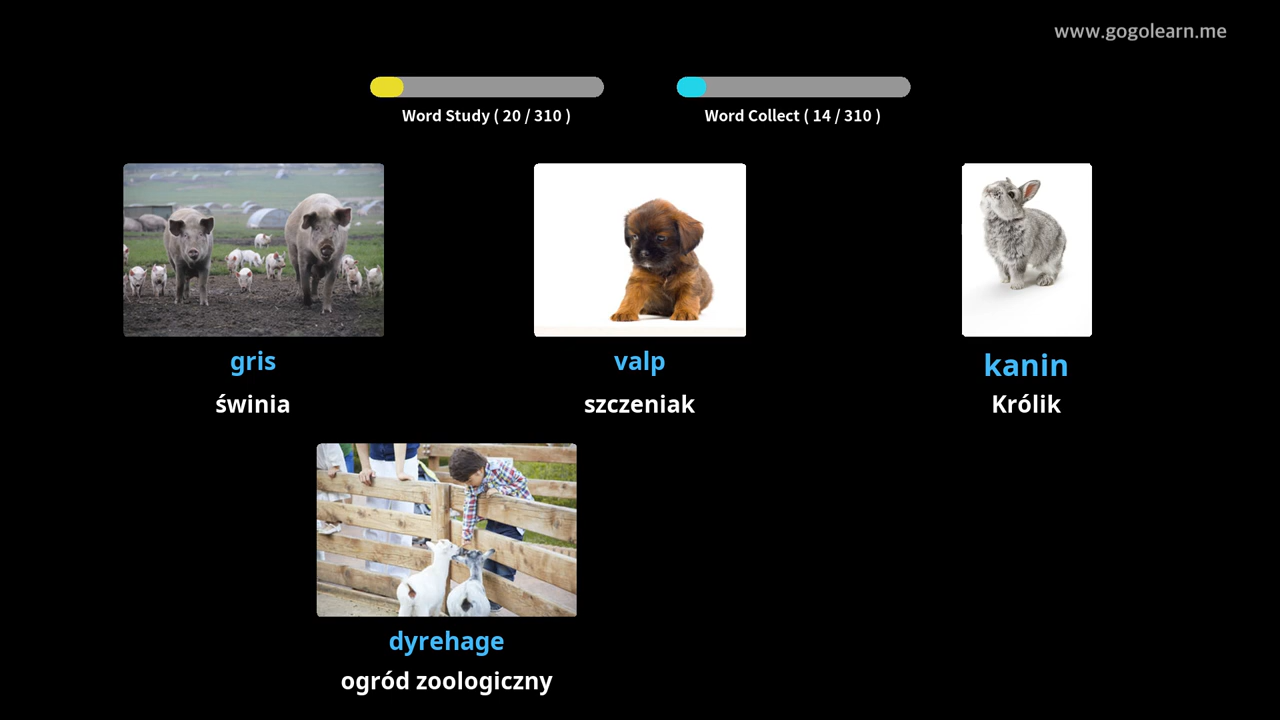 www.gogolearn.me
Word Study ( 20 / 310 )
Word Collect ( 14 / 310 )
gris
valp
kanin
świnia
szczeniak
Królik
dyrehage
ogród zoologiczny